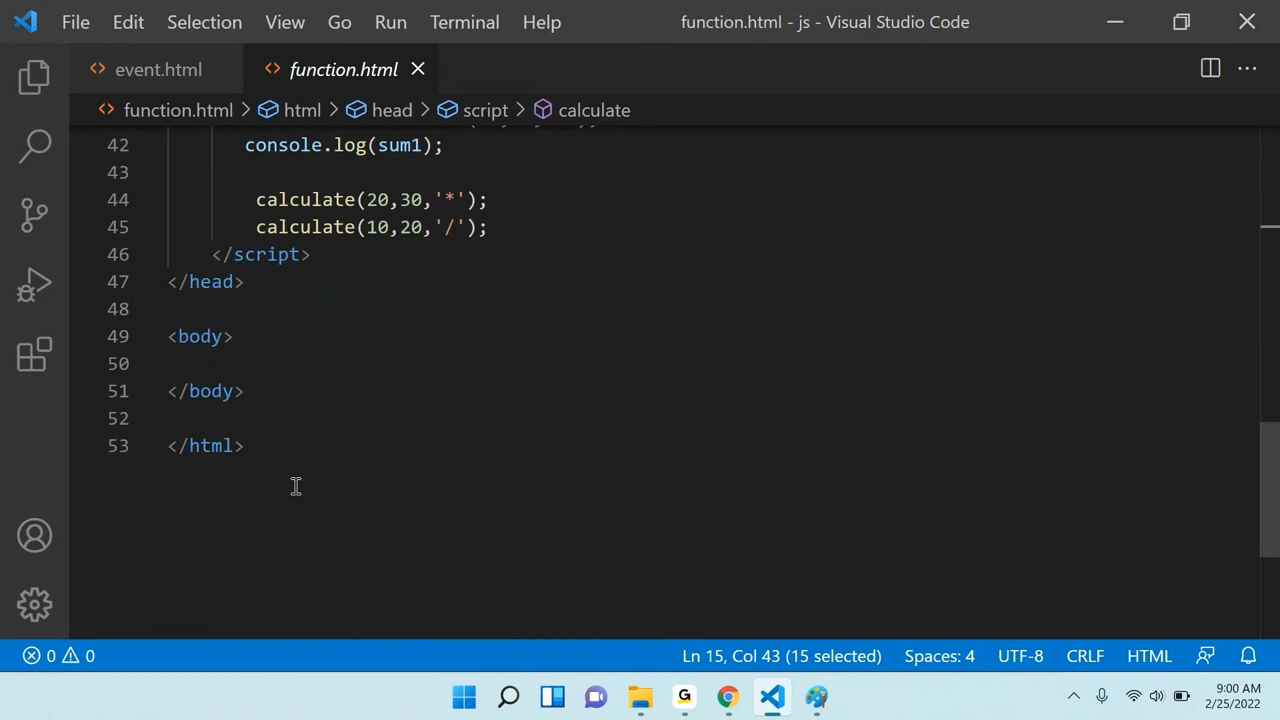 File Edit Selection View Go Run Terminal Help function.html - js - Visual Studio Code
event.html function.html
function.html > html > head > script > calculate
42 console.log(sum1);
43
44 calculate(20,30,'*');
45 calculate(10,20,'/');
46 </script>
47 </head>
48
49 <body>
50
51 </body>
52
53 </html>
0 0 Ln 15, Col 43 (15 selected) Spaces: 4 UTF-8 CRLF HTML
G
9:00 AM
2/25/2022